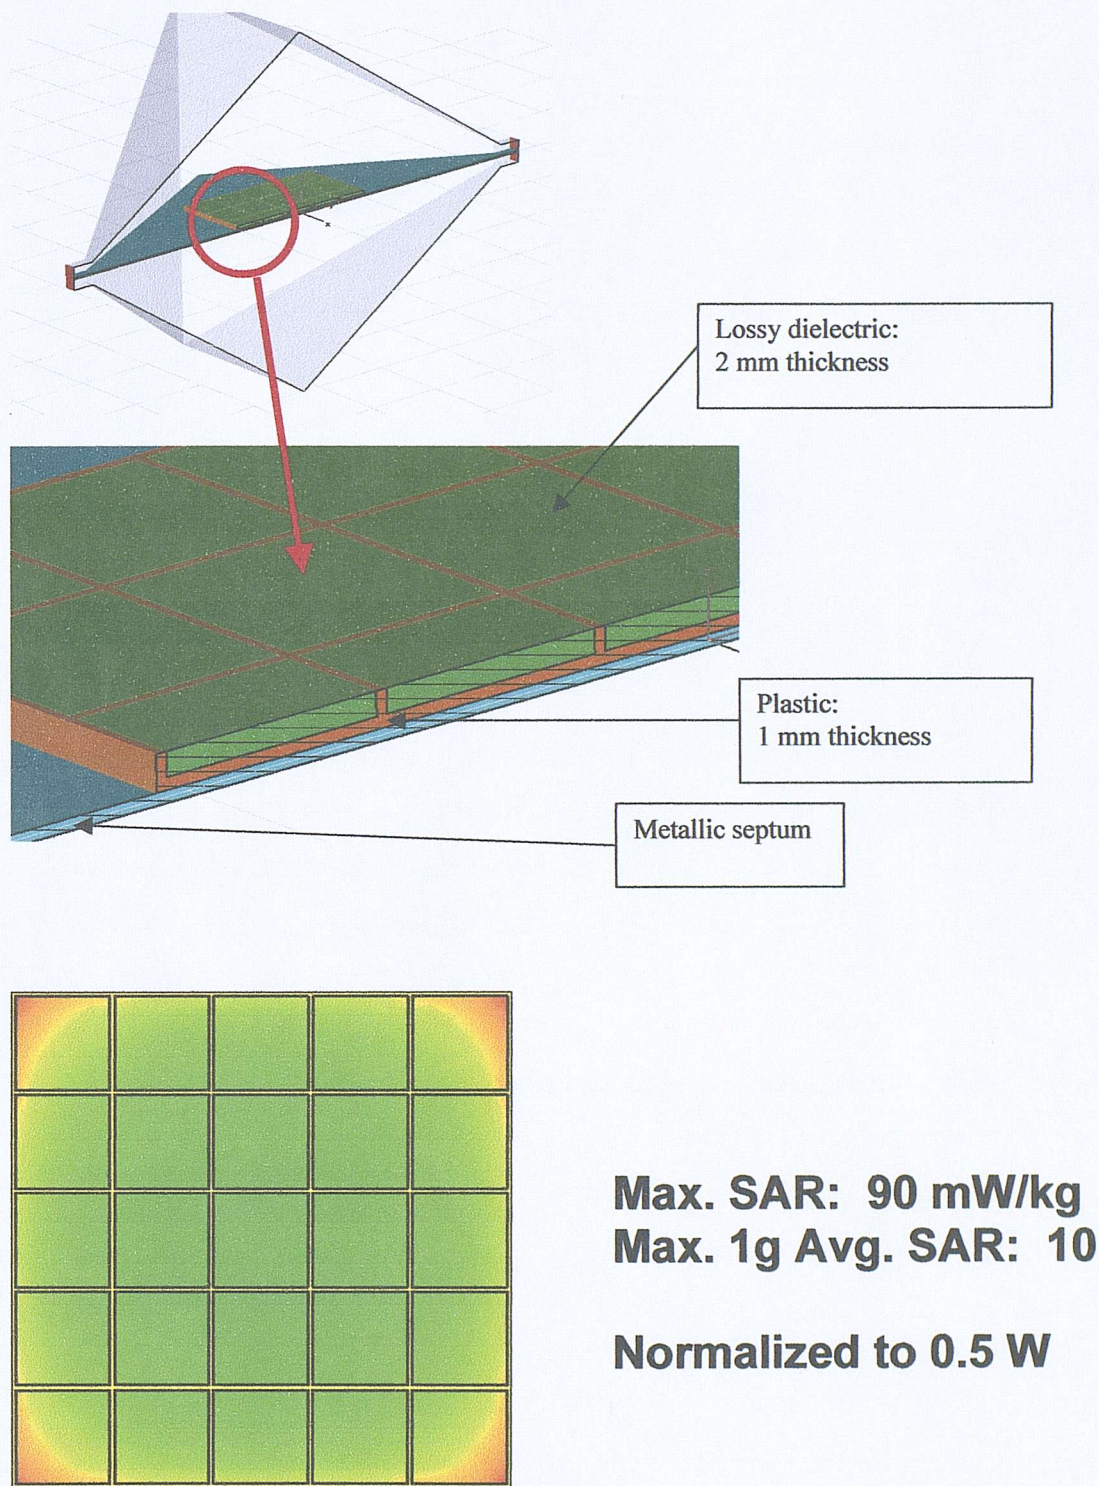 Lossy dielectric:
2 mm thickness
Plastic:
1 mm thickness
Metallic septum
Max. SAR: 90 mW/kg
Max. 1g Avg. SAR: 10
Normalized to 0.5 W